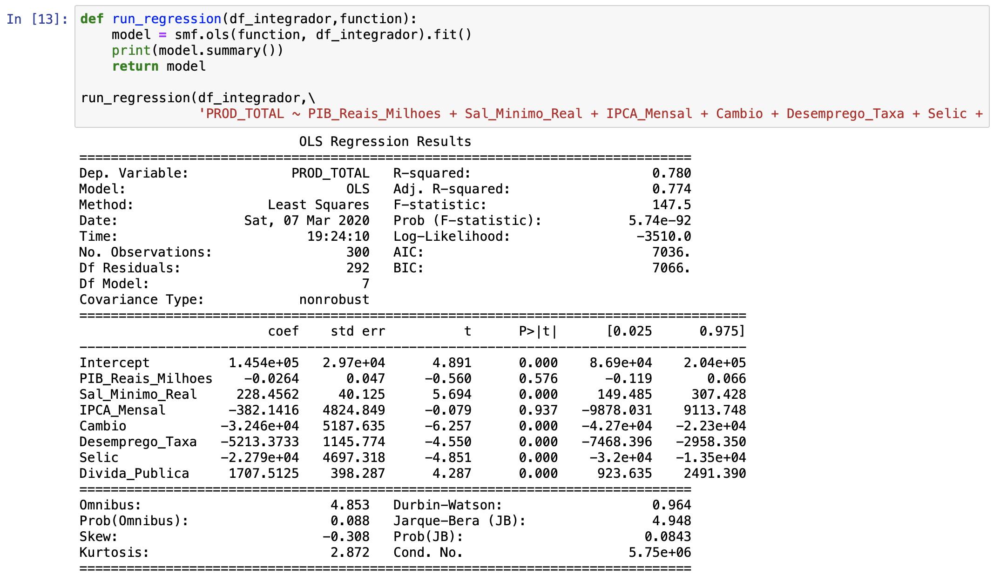 In [13]: def run_regression(df_integrador,function):
    model = smf.ols(function, df_integrador).fit()
    print(model.summary())
    return model
run_regression(df_integrador,\
               'PROD_TOTAL ~ PIB_Reais_Milhoes + Sal_Minimo_Real + IPCA_Mensal + Cambio + Desemprego_Taxa + Selic +
                            OLS Regression Results
==============================================================================
Dep. Variable:             PROD_TOTAL   R-squared:                       0.780
Model:                            OLS   Adj. R-squared:                  0.774
Method:                 Least Squares   F-statistic:                     147.5
Date:                Sat, 07 Mar 2020   Prob (F-statistic):           5.74e-92
Time:                        19:24:10   Log-Likelihood:                -3510.0
No. Observations:                 300   AIC:                             7036.
Df Residuals:                     292   BIC:                             7066.
Df Model:                           7
Covariance Type:            nonrobust
=====================================================================================
                        coef    std err          t      P>|t|      [0.025      0.975]
-------------------------------------------------------------------------------------
Intercept          1.454e+05   2.97e+04      4.891      0.000    8.69e+04    2.04e+05
PIB_Reais_Milhoes    -0.0264      0.047     -0.560      0.576      -0.119       0.066
Sal_Minimo_Real     228.4562     40.125      5.694      0.000     149.485     307.428
IPCA_Mensal        -382.1416   4824.849     -0.079      0.937   -9878.031    9113.748
Cambio            -3.246e+04   5187.635     -6.257      0.000   -4.27e+04   -2.23e+04
Desemprego_Taxa   -5213.3733   1145.774     -4.550      0.000   -7468.396   -2958.350
Selic             -2.279e+04   4697.318     -4.851      0.000    -3.2e+04   -1.35e+04
Divida_Publica     1707.5125    398.287      4.287      0.000     923.635    2491.390
==============================================================================
Omnibus:                        4.853   Durbin-Watson:                   0.964
Prob(Omnibus):                  0.088   Jarque-Bera (JB):                4.948
Skew:                          -0.308   Prob(JB):                       0.0843
Kurtosis:                       2.872   Cond. No.                     5.75e+06
==============================================================================